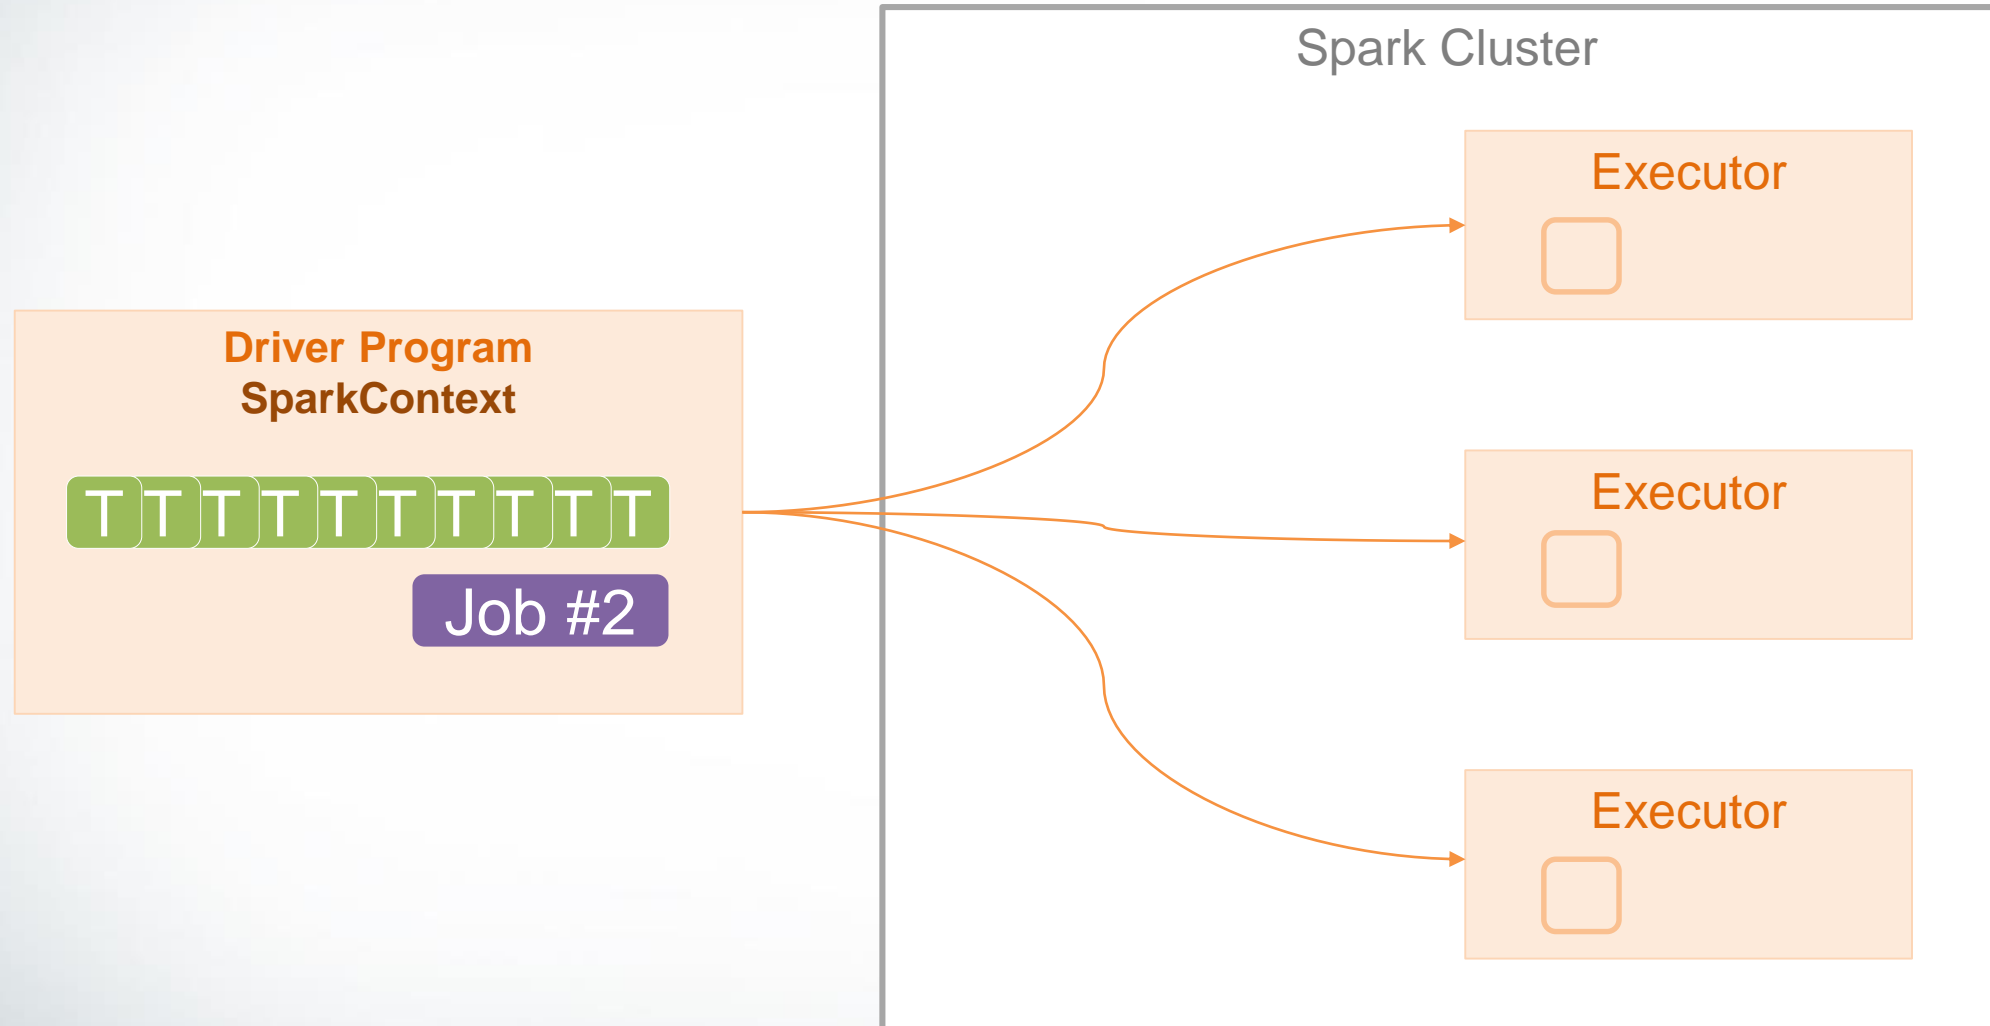 Spark Cluster
Driver Program
SparkContext
T T T T T T T T T T
Job #2
Executor
Executor
Executor